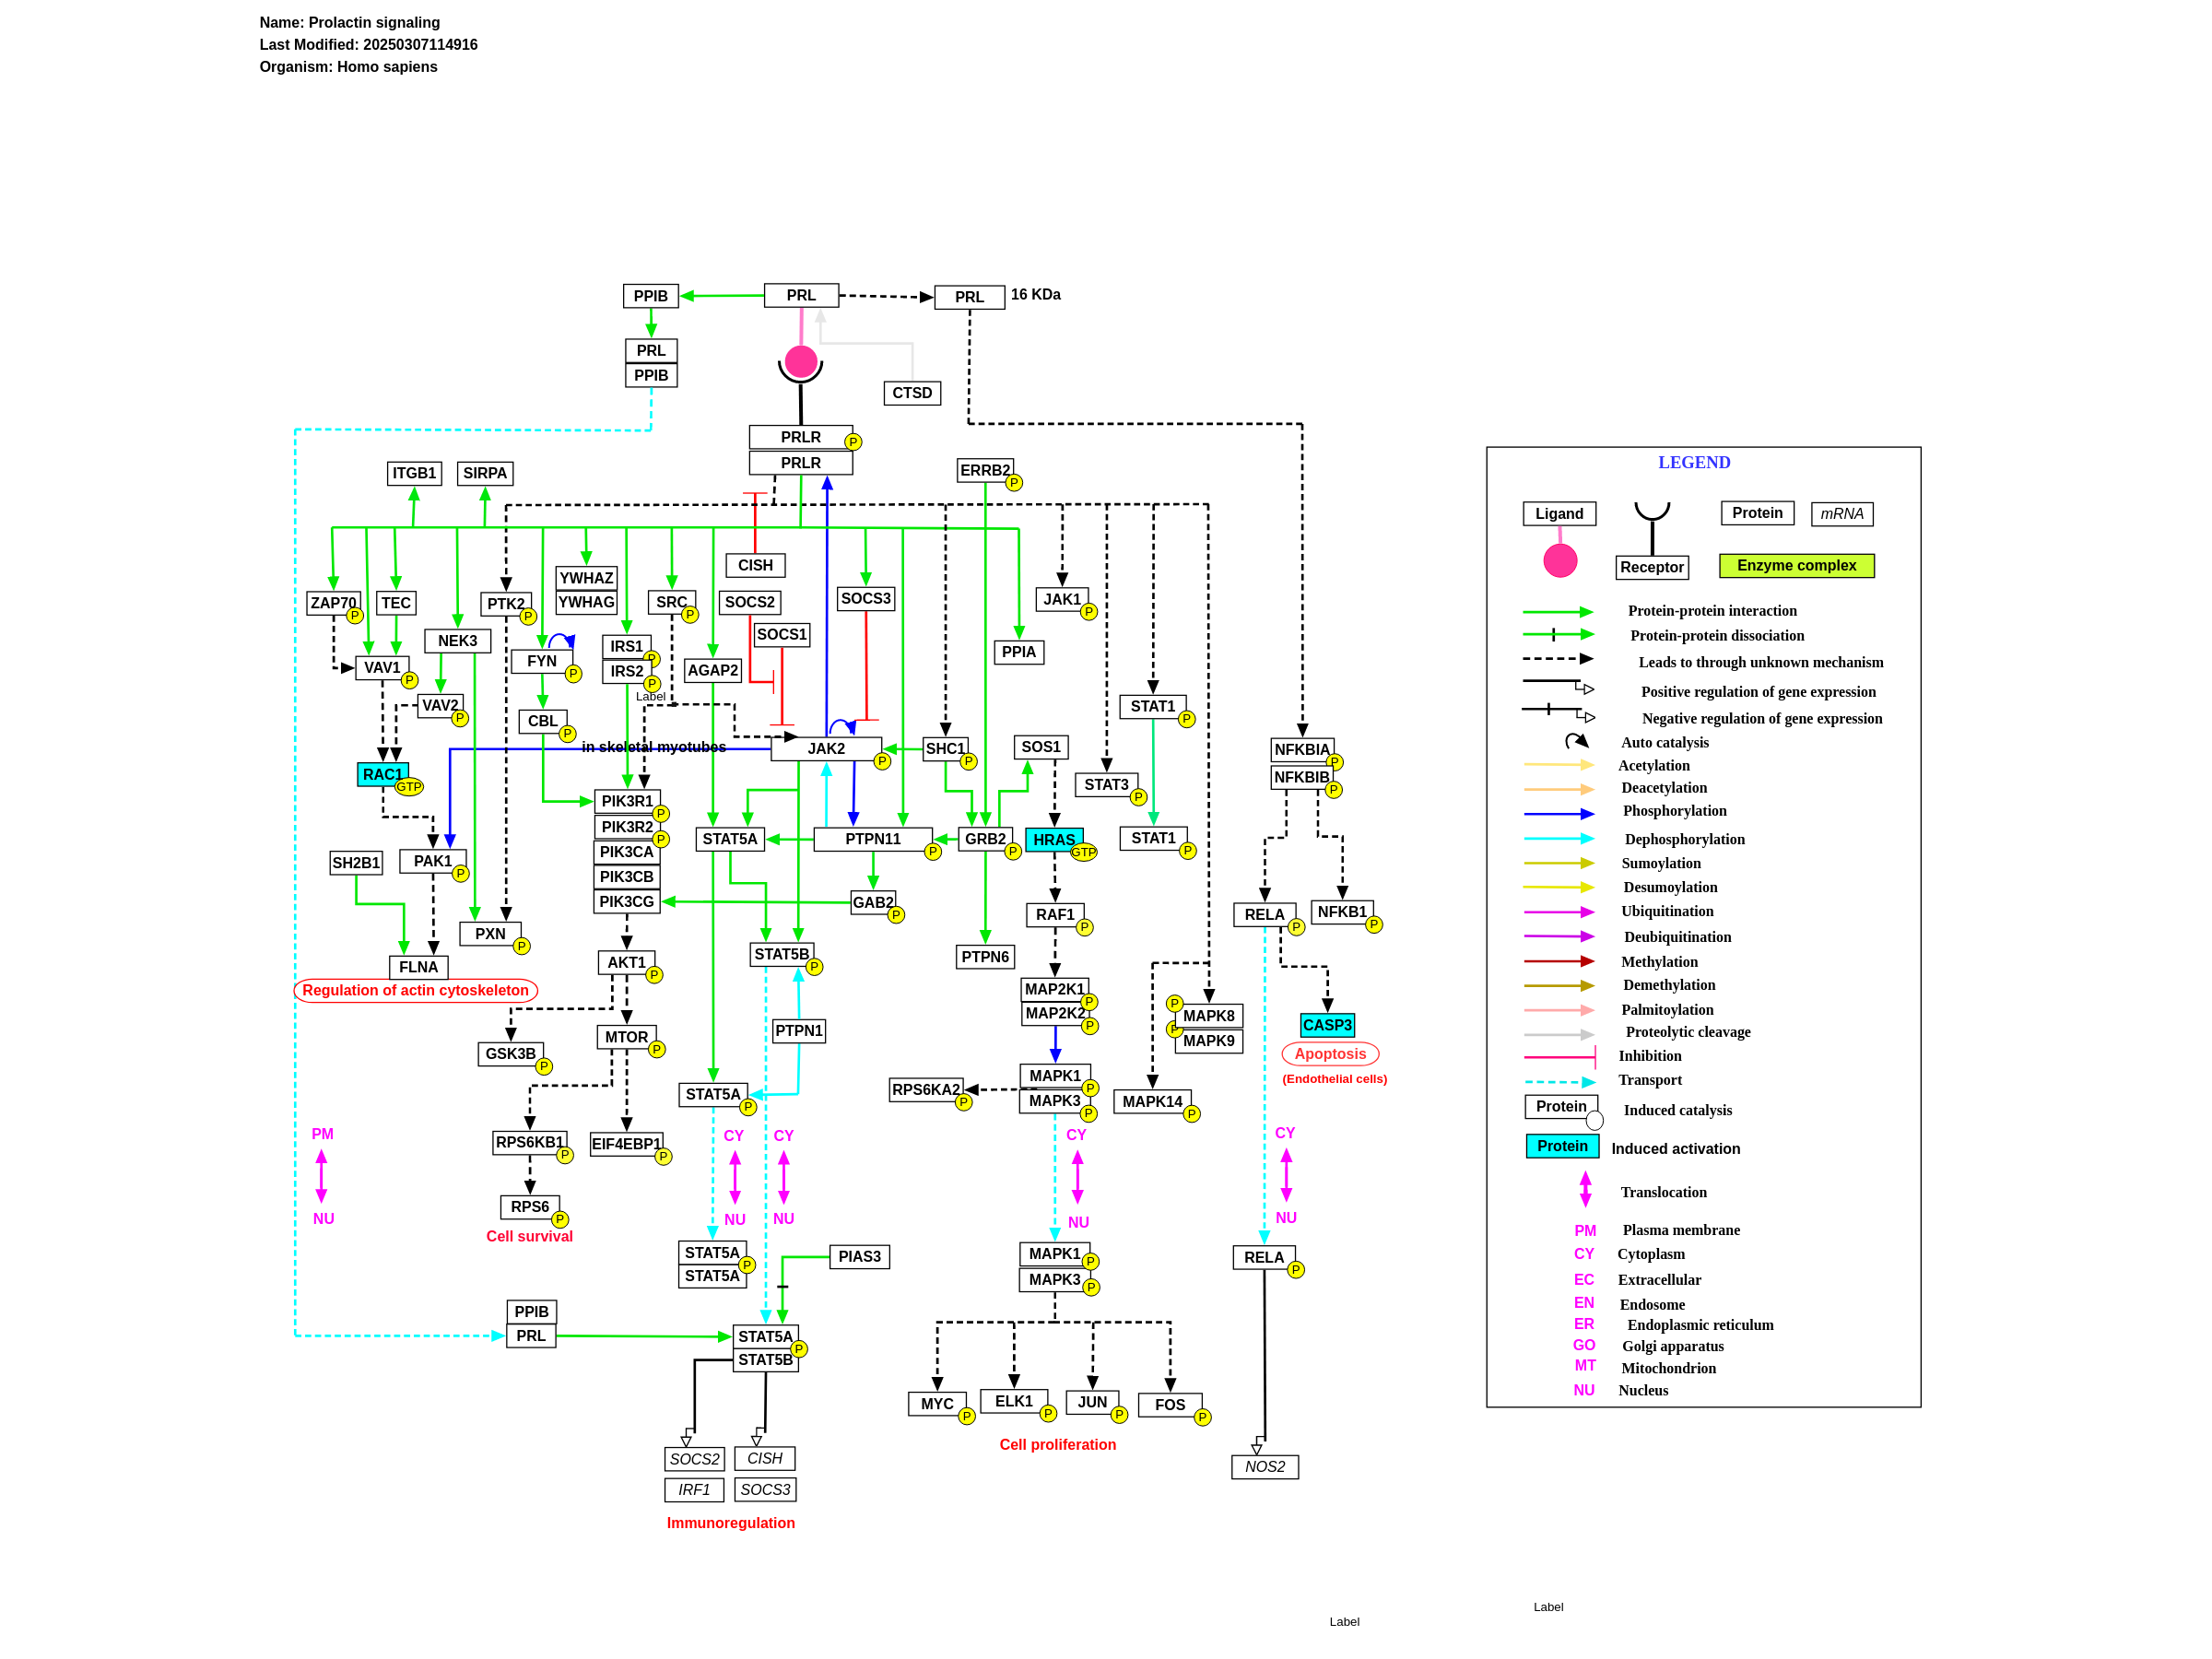 Name: Prolactin signaling
Last Modified: 20250307114916
Organism: Homo sapiens
PPIB
PRL
PRL
16 KDa
PRL
PPIB
CTSD
PRLR
P
PRLR
ITGB1
SIRPA
ERRB2
P
CISH
YWHAZ
YWHAG
ZAP70
P
TEC
PTK2
P
SRC
P
SOCS2
SOCS3
JAK1
P
SOCS1
NEK3
IRS1
P
IRS2
P
FYN
P
AGAP2
PPIA
VAV1
P
VAV2
P
Label
CBL
P
STAT1
P
in skeletal myotubes
JAK2
P
SHC1
P
SOS1
NFKBIA
P
NFKBIB
P
RAC1
GTP
STAT3
P
PIK3R1
P
PIK3R2
P
PIK3CA
PIK3CB
PIK3CG
STAT5A
PTPN11
P
GRB2
P
HRAS
GTP
STAT1
P
SH2B1
PAK1
P
GAB2
P
RAF1
P
RELA
P
NFKB1
P
PXN
P
FLNA
Regulation of actin cytoskeleton
AKT1
P
STAT5B
P
PTPN6
MAP2K1
P
MAP2K2
P
P
MAPK8
P
MAPK9
CASP3
Apoptosis
(Endothelial cells)
PTPN1
MTOR
P
GSK3B
P
STAT5A
P
RPS6KA2
P
MAPK1
P
MAPK3
P
MAPK14
P
PM
NU
RPS6KB1
P
EIF4EBP1
P
CY
NU
CY
NU
CY
NU
CY
NU
RPS6
P
Cell survival
STAT5A
P
STAT5A
PIAS3
MAPK1
P
MAPK3
P
RELA
P
PPIB
PRL
STAT5A
P
STAT5B
MYC
P
ELK1
P
JUN
P
FOS
P
Cell proliferation
SOCS2
CISH
IRF1
SOCS3
Immunoregulation
NOS2
LEGEND
Ligand
Receptor
Protein
mRNA
Enzyme complex
Protein-protein interaction
Protein-protein dissociation
Leads to through unknown mechanism
Positive regulation of gene expression
Negative regulation of gene expression
Auto catalysis
Acetylation
Deacetylation
Phosphorylation
Dephosphorylation
Sumoylation
Desumoylation
Ubiquitination
Deubiquitination
Methylation
Demethylation
Palmitoylation
Proteolytic cleavage
Inhibition
Transport
Protein
Induced catalysis
Protein
Induced activation
Translocation
PM Plasma membrane
CY Cytoplasm
EC Extracellular
EN Endosome
ER Endoplasmic reticulum
GO Golgi apparatus
MT Mitochondrion
NU Nucleus
Label
Label